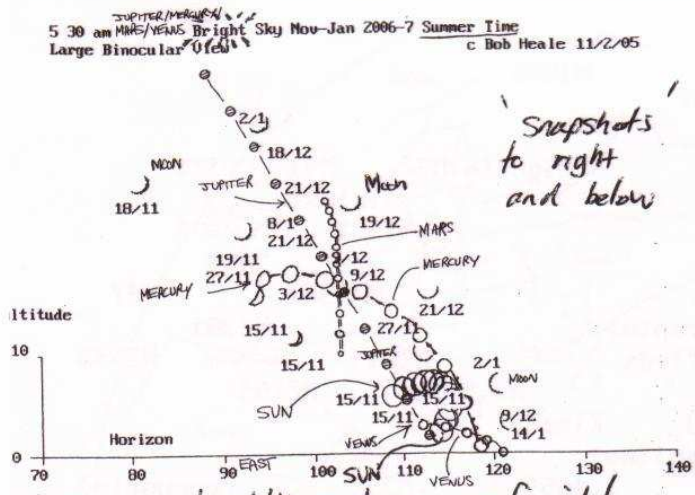 JUPITER/MERCURY/
5 30 am MARS/VENUS Bright Sky Nov-Jan 2006-7 Summer Time
Large Binocular View c Bob Heale 11/2/05
Snapshots
to right
and below
2/1
18/12
MOON
18/11
JUPITER
21/12
Moon
8/1
21/12
19/12
MARS
19/11
27/11
MERCURY
3/12
9/12
MERCURY
21/12
ltitude
15/11
27/11
10
15/11
JUPITER
2/1
MOON
SUN
15/11
15/11
15/11
8/12
14/1
Horizon
VENUS
0
EAST
SUN
VENUS
70 90 100 110 120 130 140